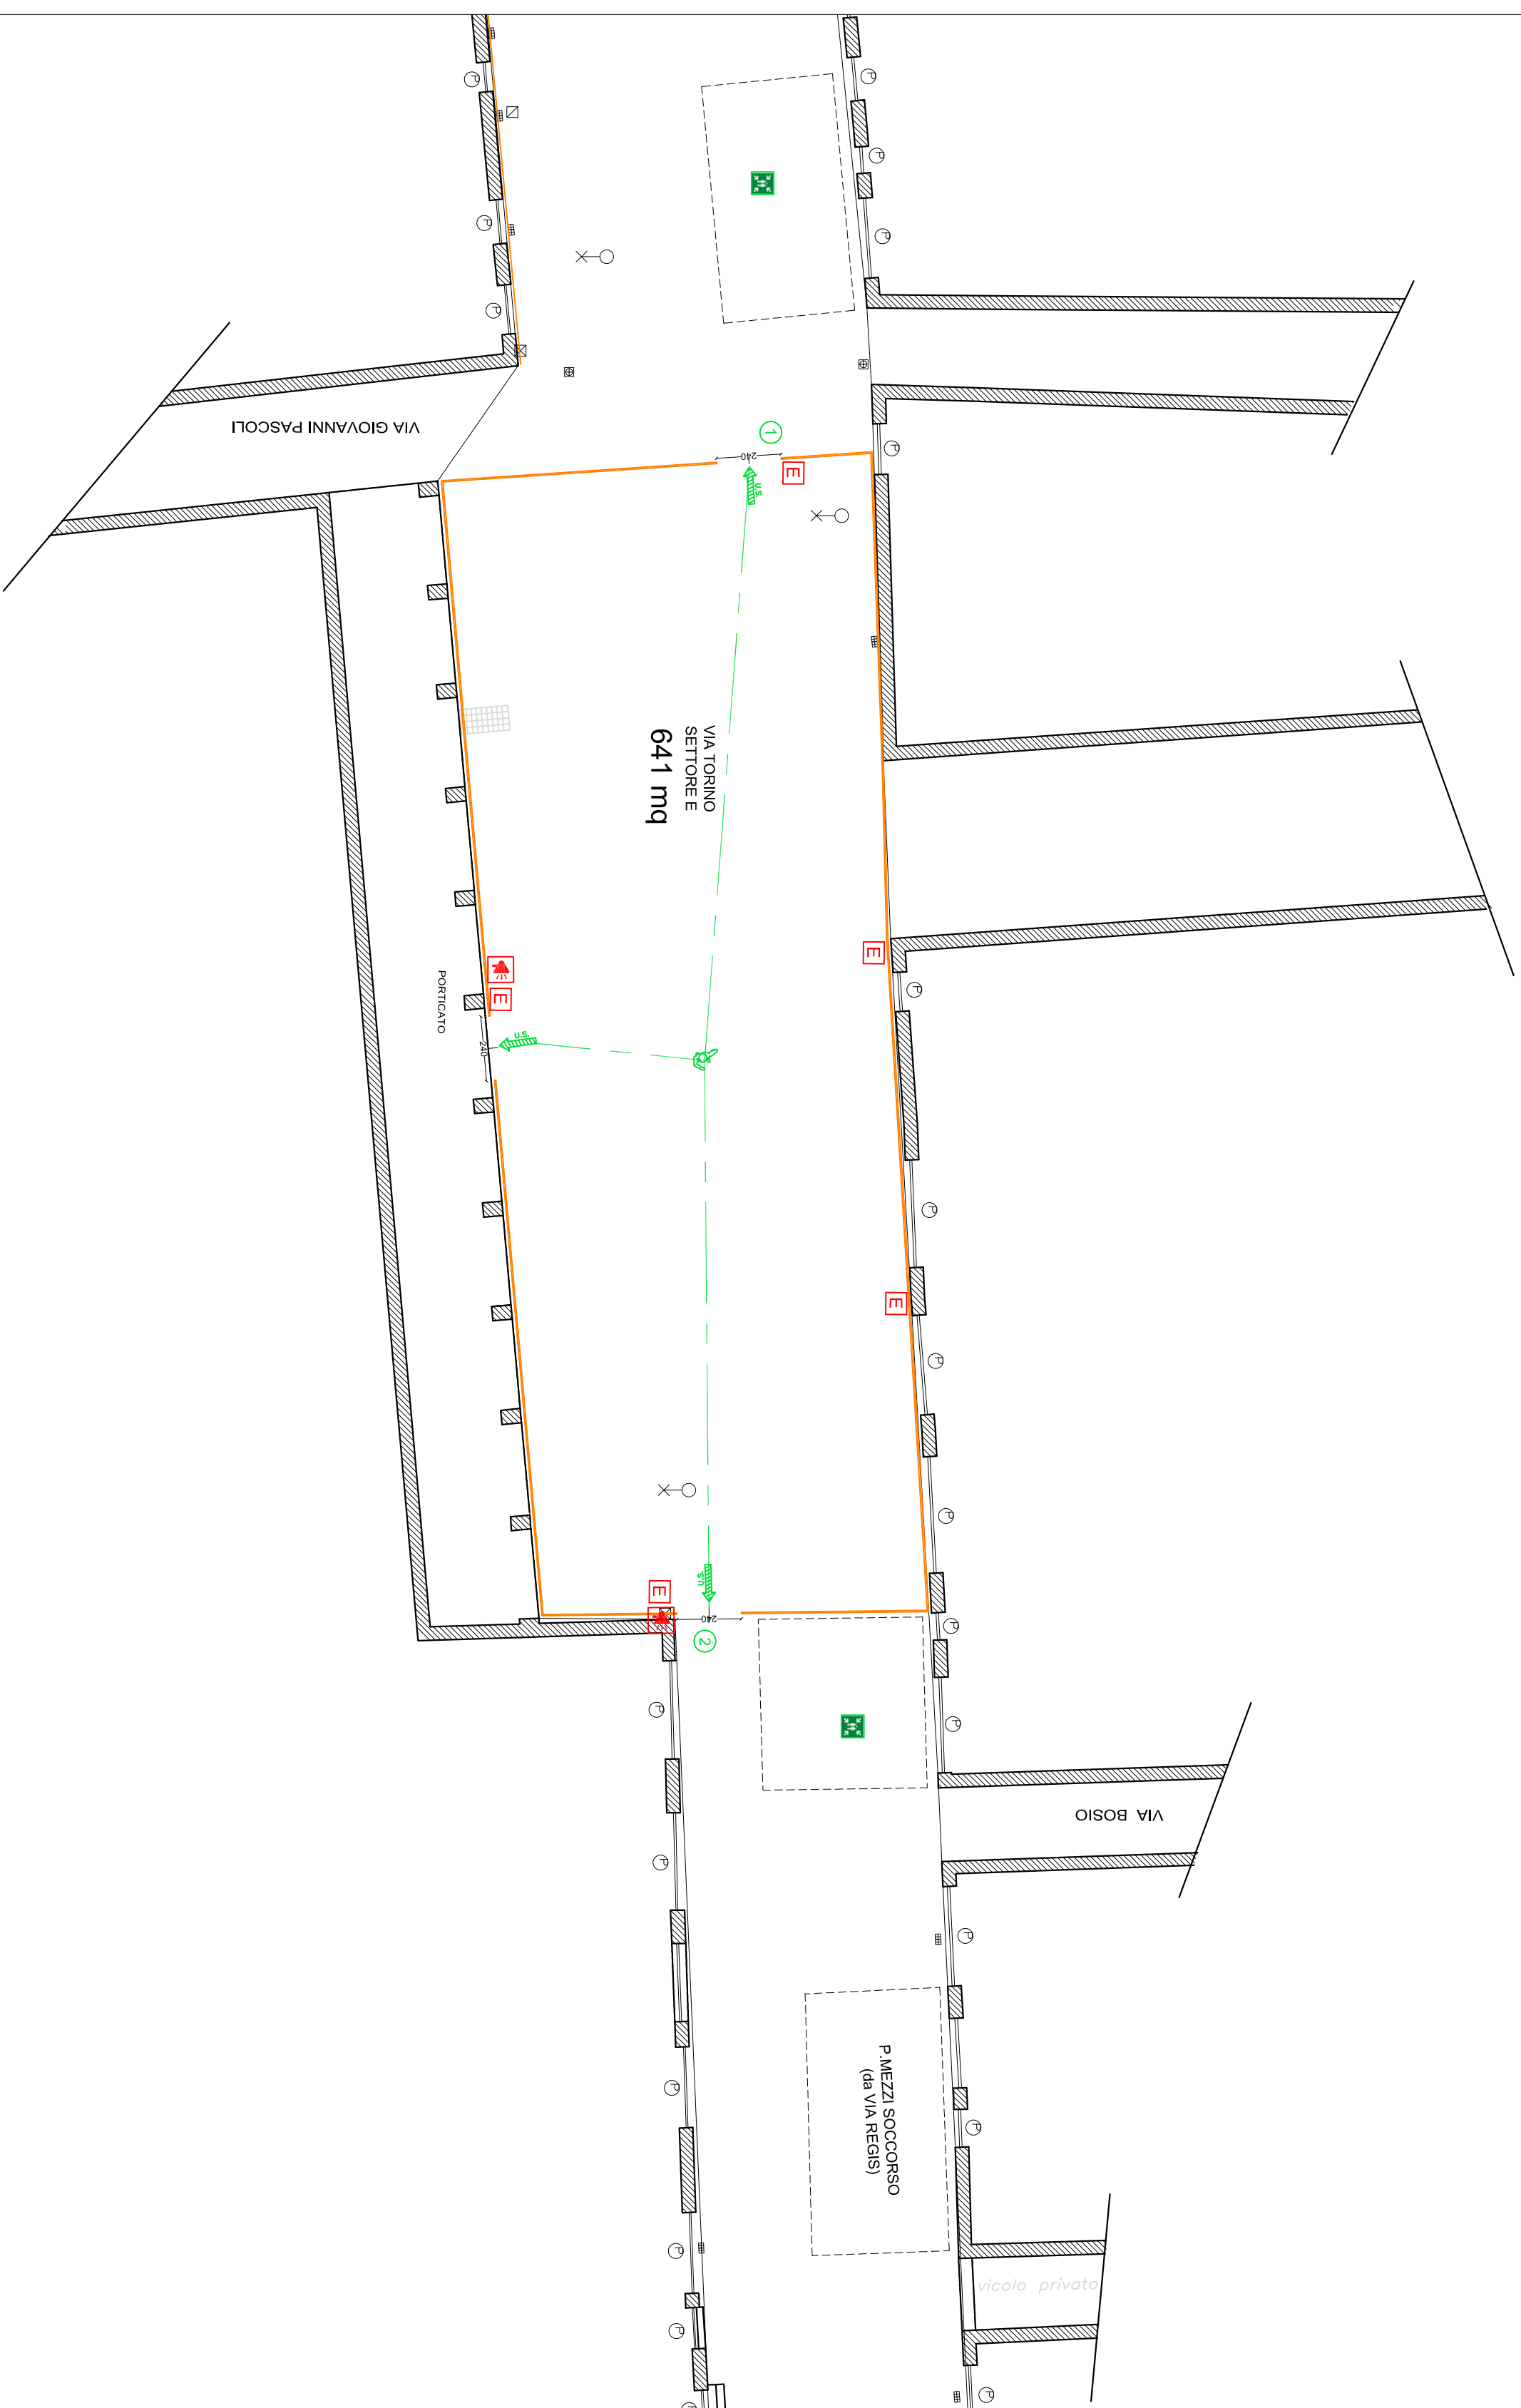 P
P
P
P
P
P
P
VIA GIOVANNI PASCOLI
1
240
P
E
U.S.
VIA TORINO
SETTORE E
641 mq
PORTICATO
E
E
P
240
U.S.
P
E
P
P
U.S.
E
240
2
P
P
P
VIA BOSIO
P
P
P.MEZZI SOCCORSO
(da VIA REGIS)
P
P
P
vicolo privato
P
P
P